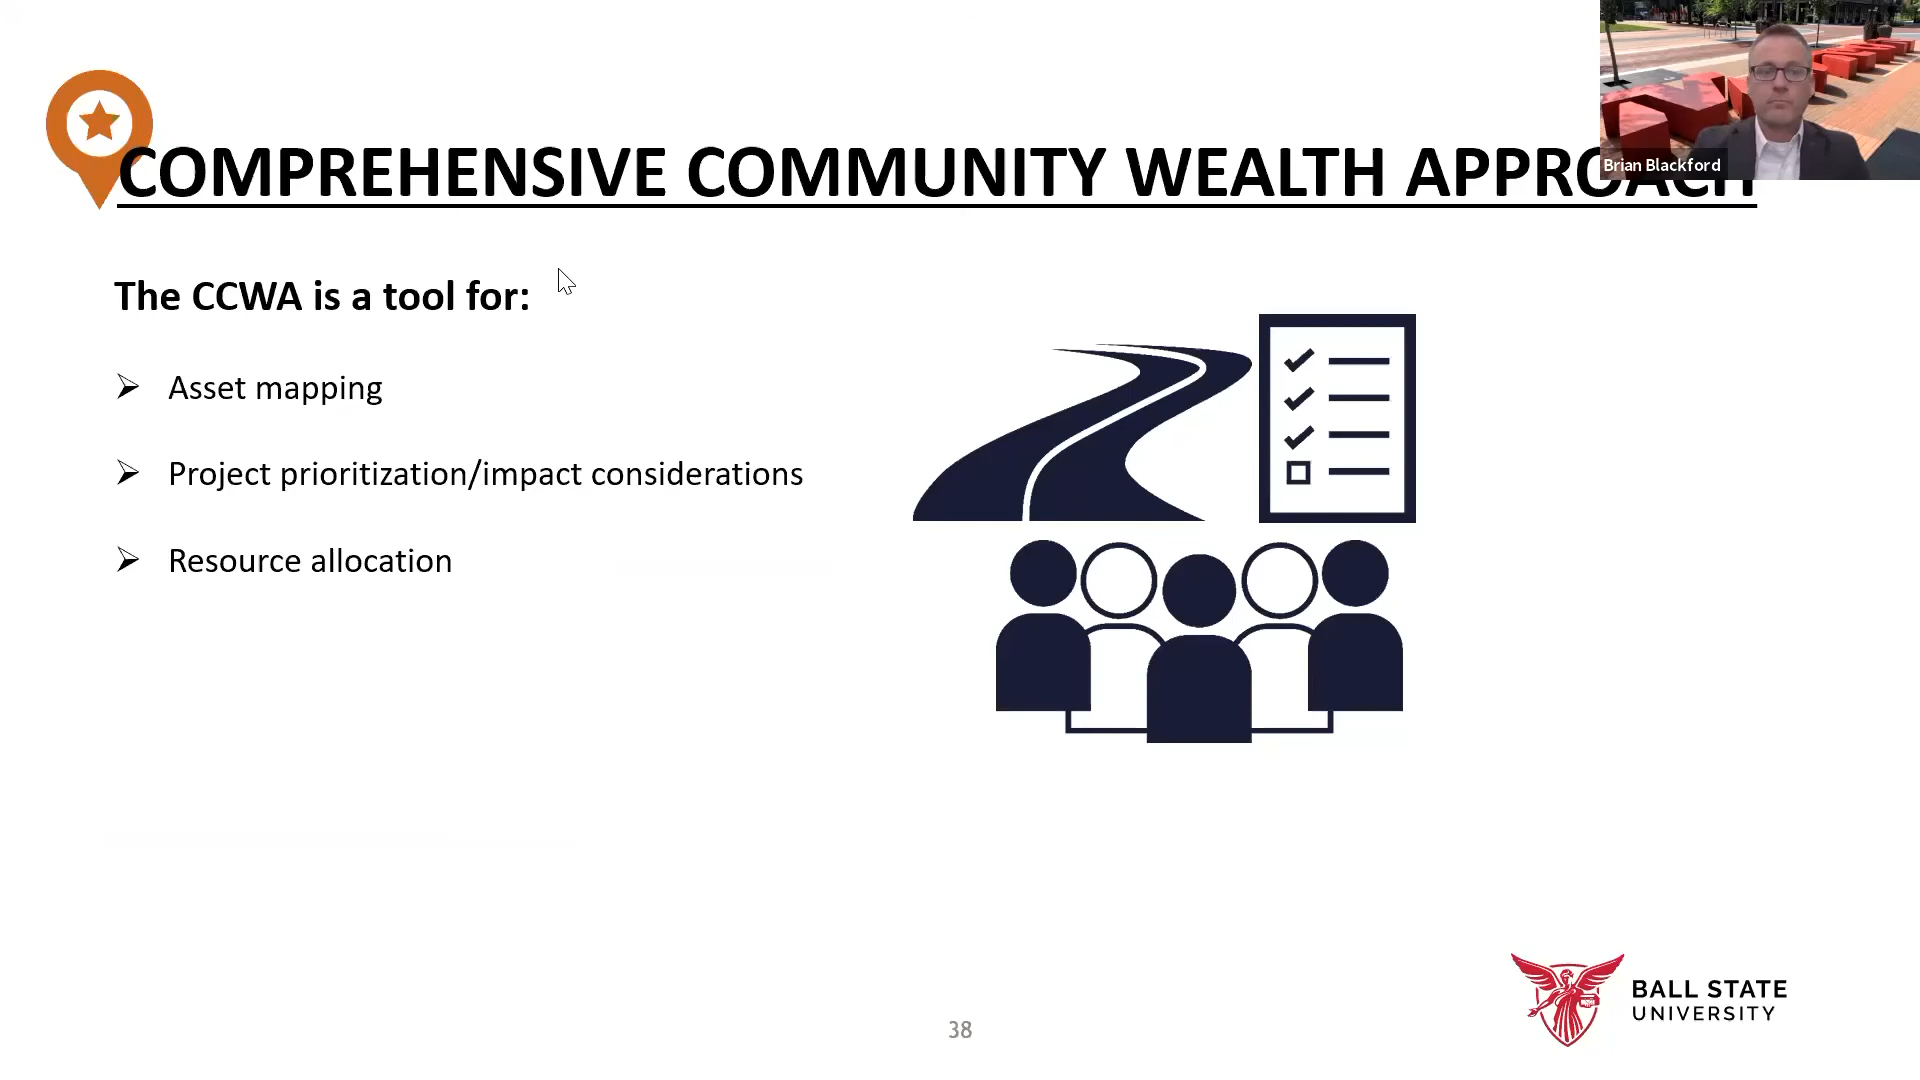 COMPREHENSIVE COMMUNITY WEALTH APPROACH
Brian Blackford
The CCWA is a tool for:
Asset mapping
Project prioritization/impact considerations
Resource allocation
BALL STATE
UNIVERSITY
38